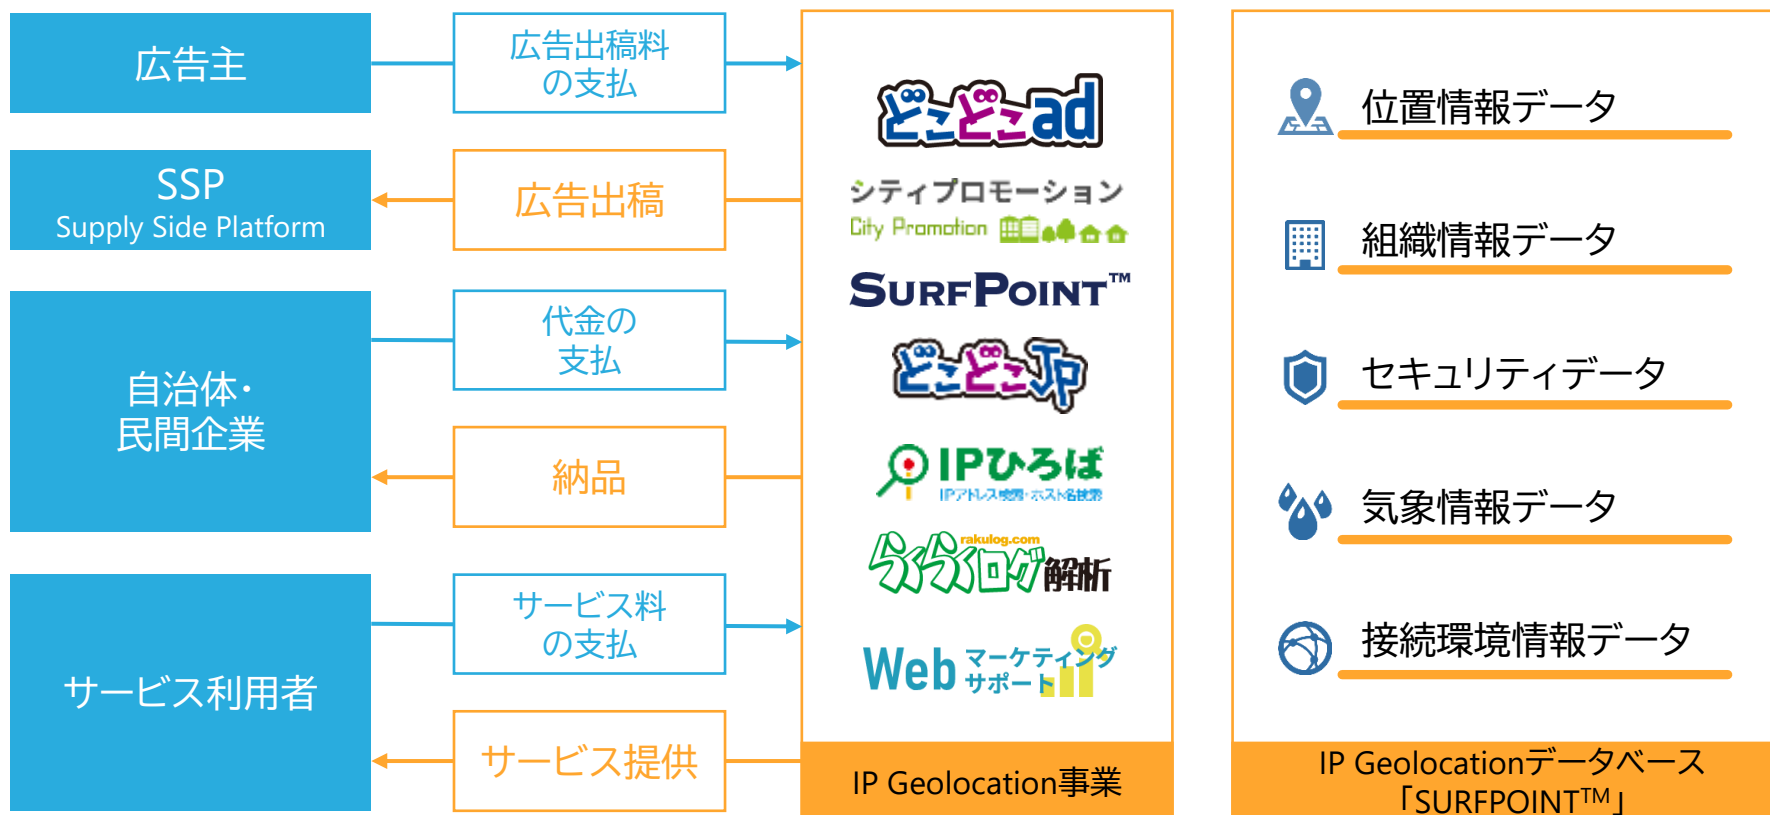 広告主
広告出稿料
の支払
SSP
Supply Side Platform
広告出稿
自治体・
民間企業
代金の
支払
納品
サービス利用者
サービス料
の支払
サービス提供
どこどこad
シティプロモーション
City Promotion
SURFPOINT™
どこどこJP
IPひろば
IPアドレス検索・ホスト名検索
rakulog.com
らくらくログ解析
Web マーケティング
サポート
IP Geolocation事業
位置情報データ
組織情報データ
セキュリティデータ
気象情報データ
接続環境情報データ
IP Geolocationデータベース
「SURFPOINT™」